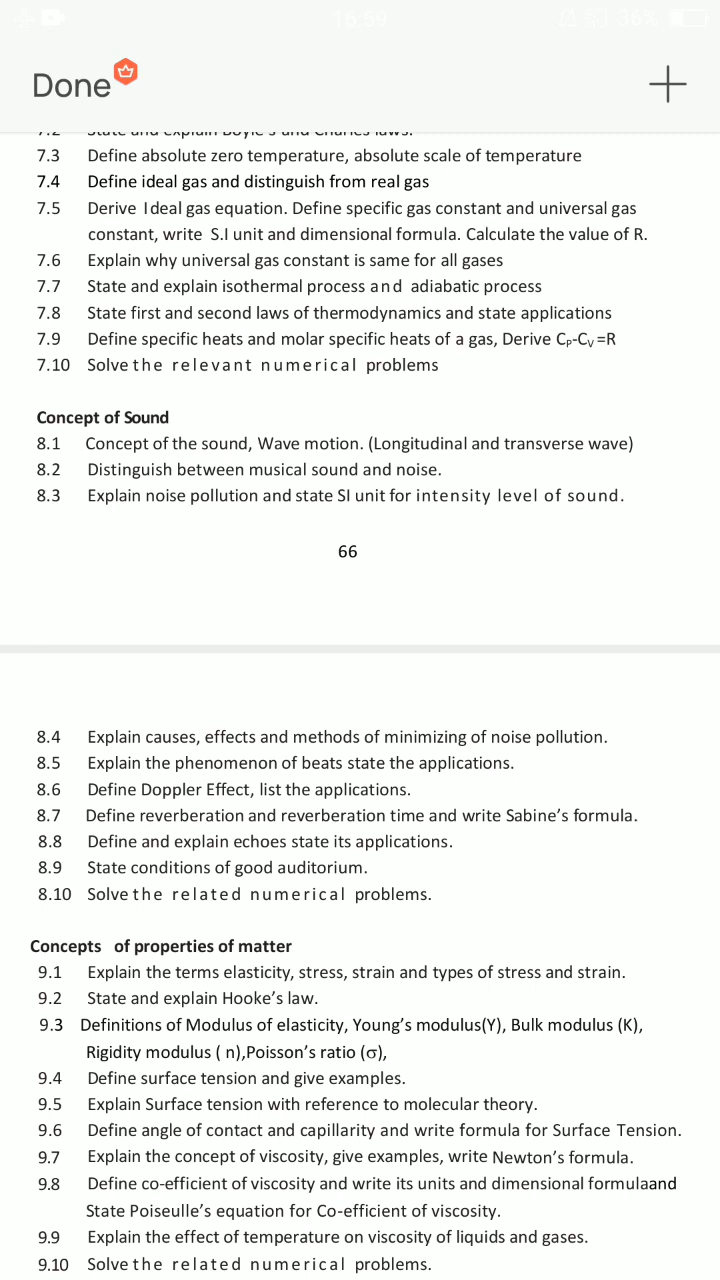 16:50
36%
Done
7.2 State and explain Boyle's and Charles laws.
7.3 Define absolute zero temperature, absolute scale of temperature
7.4 Define ideal gas and distinguish from real gas
7.5 Derive Ideal gas equation. Define specific gas constant and universal gas
constant, write S.I unit and dimensional formula. Calculate the value of R.
7.6 Explain why universal gas constant is same for all gases
7.7 State and explain isothermal process and adiabatic process
7.8 State first and second laws of thermodynamics and state applications
7.9 Define specific heats and molar specific heats of a gas, Derive Cₚ-Cᵥ=R
7.10 Solve the relevant numerical problems
Concept of Sound
8.1 Concept of the sound, Wave motion. (Longitudinal and transverse wave)
8.2 Distinguish between musical sound and noise.
8.3 Explain noise pollution and state SI unit for intensity level of sound.
66
8.4 Explain causes, effects and methods of minimizing of noise pollution.
8.5 Explain the phenomenon of beats state the applications.
8.6 Define Doppler Effect, list the applications.
8.7 Define reverberation and reverberation time and write Sabine's formula.
8.8 Define and explain echoes state its applications.
8.9 State conditions of good auditorium.
8.10 Solve the related numerical problems.
Concepts of properties of matter
9.1 Explain the terms elasticity, stress, strain and types of stress and strain.
9.2 State and explain Hooke's law.
9.3 Definitions of Modulus of elasticity, Young's modulus(Y), Bulk modulus (K),
Rigidity modulus ( n),Poisson's ratio (σ),
9.4 Define surface tension and give examples.
9.5 Explain Surface tension with reference to molecular theory.
9.6 Define angle of contact and capillarity and write formula for Surface Tension.
9.7 Explain the concept of viscosity, give examples, write Newton's formula.
9.8 Define co-efficient of viscosity and write its units and dimensional formulaand
State Poiseulle's equation for Co-efficient of viscosity.
9.9 Explain the effect of temperature on viscosity of liquids and gases.
9.10 Solve the related numerical problems.